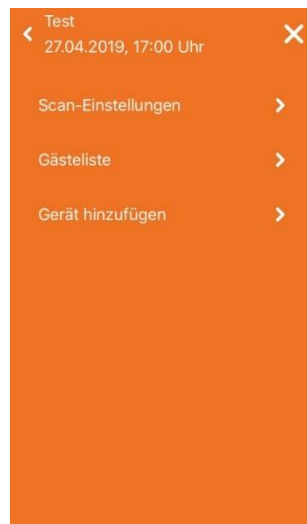 Test
27.04.2019, 17:00 Uhr
Scan-Einstellungen
Gästeliste
Gerät hinzufügen